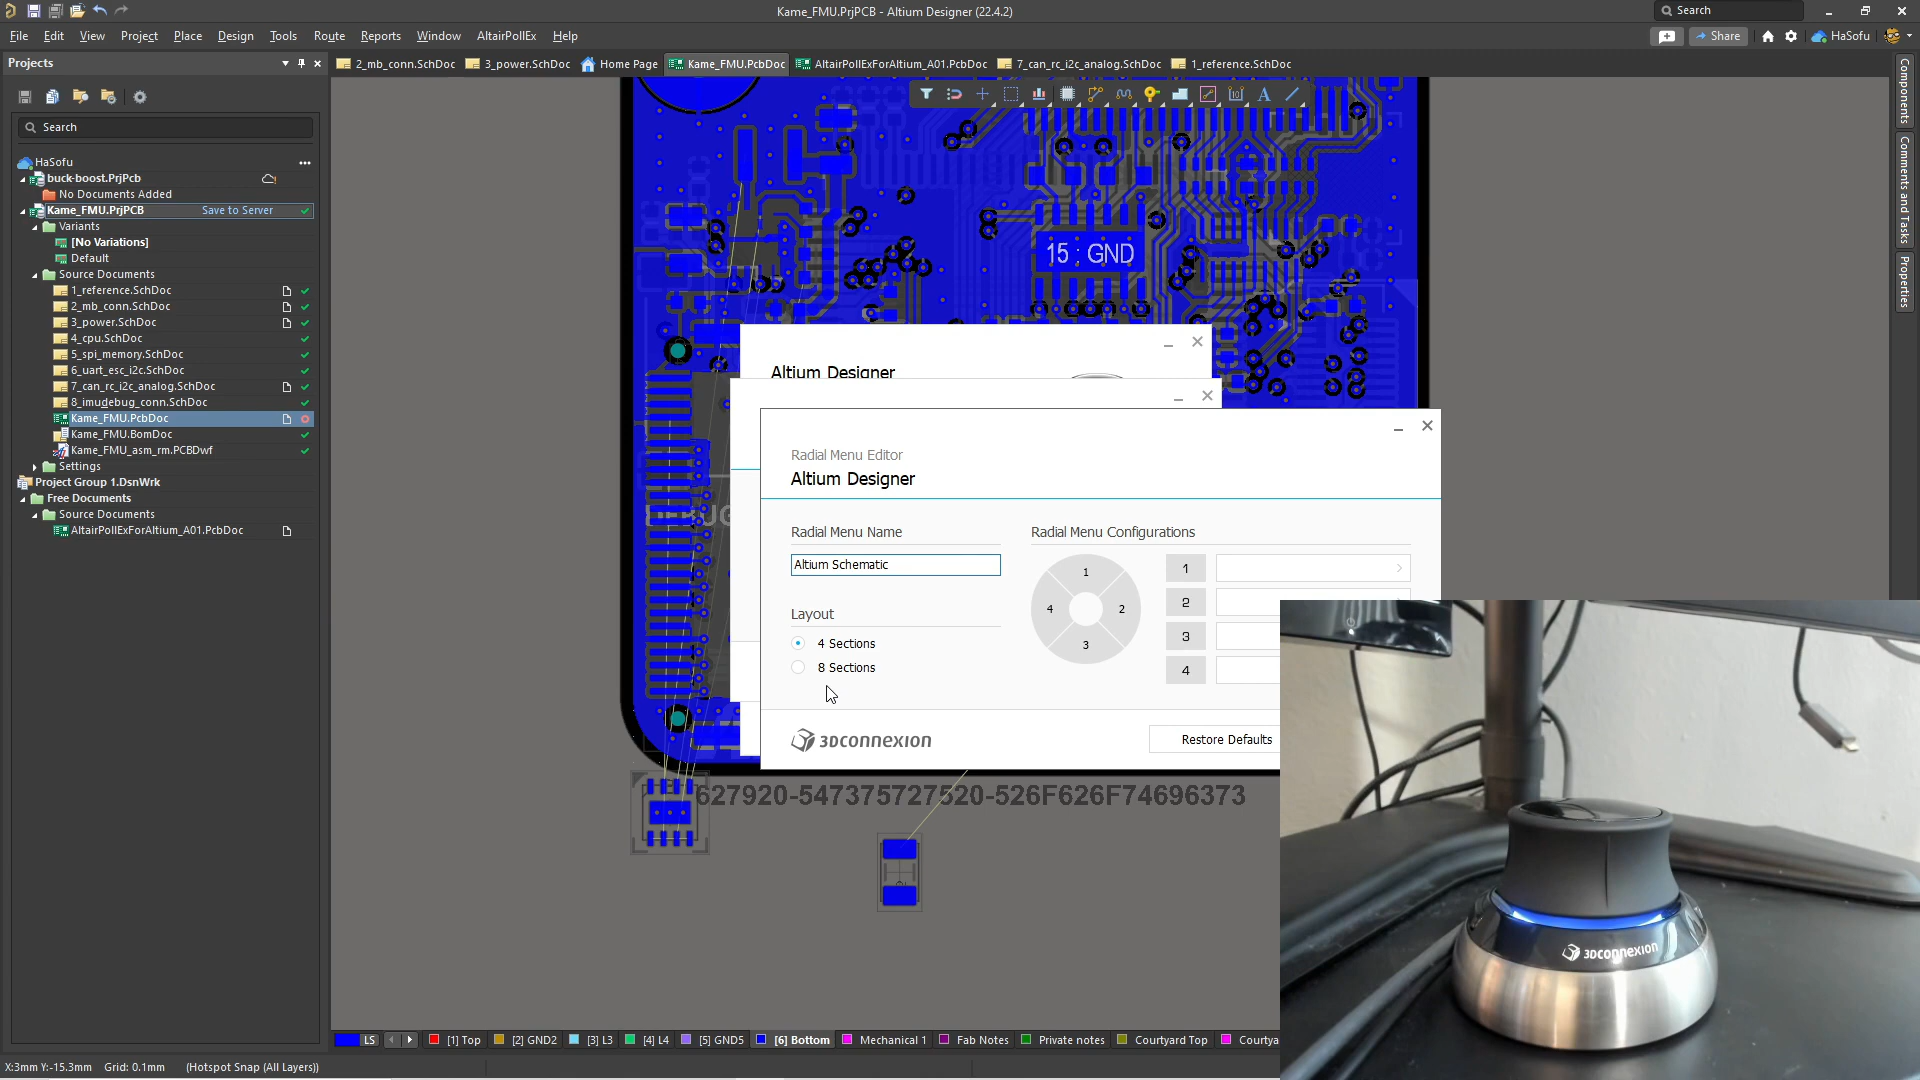 Kame_FMU.PrjPCB - Altium Designer (22.4.2)
Search
File Edit View Project Place Design Tools Route Reports Window AltairPollEx Help
Share
HaSofu
Projects
2_mb_conn.SchDoc
3_power.SchDoc
Home Page
Kame_FMU.PcbDoc
AltairPollExForAltium_A01.PcbDoc
7_can_rc_i2c_analog.SchDoc
1_reference.SchDoc
Search
HaSofu
buck-boost.PrjPcb
No Documents Added
Kame_FMU.PrjPCB Save to Server
Variants
[No Variations]
Default
Source Documents
1_reference.SchDoc
2_mb_conn.SchDoc
3_power.SchDoc
4_cpu.SchDoc
5_spi_memory.SchDoc
6_uart_esc_i2c.SchDoc
7_can_rc_i2c_analog.SchDoc
8_imudebug_conn.SchDoc
Kame_FMU.PcbDoc
Kame_FMU.BomDoc
Kame_FMU_asm_rm.PCBDwf
Settings
Project Group 1.DsnWrk
Free Documents
Source Documents
AltairPollExForAltium_A01.PcbDoc
Components
Comments and Tasks
Properties
15 : GND
Altium Designer
Radial Menu Editor
Altium Designer
Radial Menu Name
Altium Schematic
Layout
4 Sections
8 Sections
Radial Menu Configurations
1
2
3
4
1
2
3
4
3Dconnexion
Restore Defaults
627920-547375727520-526F626F74696373
3Dconnexion
LS
[1] Top
[2] GND2
[3] L3
[4] L4
[5] GND5
[6] Bottom
Mechanical 1
Fab Notes
Private notes
Courtyard Top
Courtya
X:3mm Y:-15.3mm Grid: 0.1mm (Hotspot Snap (All Layers))